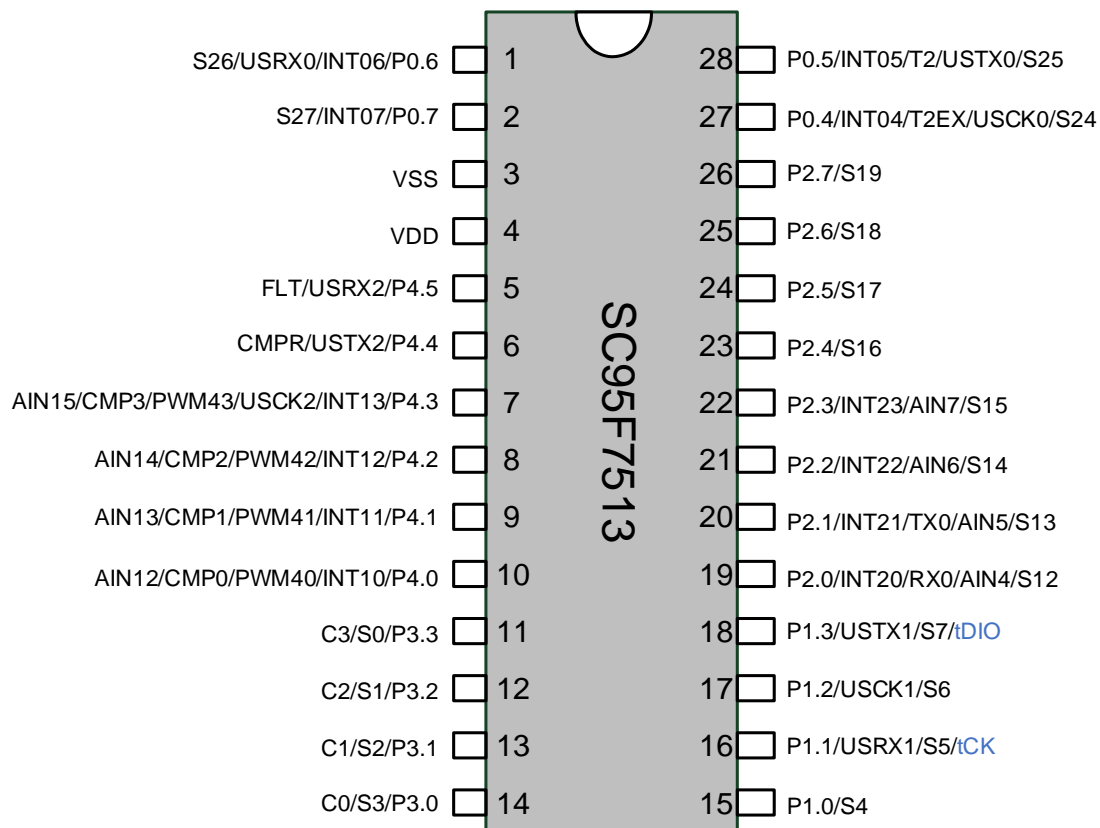 S26/USRX0/INT06/P0.6 1 28 P0.5/INT05/T2/USTX0/S25
S27/INT07/P0.7 2 27 P0.4/INT04/T2EX/USCK0/S24
VSS 3 26 P2.7/S19
VDD 4 25 P2.6/S18
FLT/USRX2/P4.5 5 24 P2.5/S17
CMPR/USTX2/P4.4 6 23 P2.4/S16
AIN15/CMP3/PWM43/USCK2/INT13/P4.3 7 22 P2.3/INT23/AIN7/S15
AIN14/CMP2/PWM42/INT12/P4.2 8 21 P2.2/INT22/AIN6/S14
AIN13/CMP1/PWM41/INT11/P4.1 9 20 P2.1/INT21/TX0/AIN5/S13
AIN12/CMP0/PWM40/INT10/P4.0 10 19 P2.0/INT20/RX0/AIN4/S12
C3/S0/P3.3 11 18 P1.3/USTX1/S7/tDIO
C2/S1/P3.2 12 17 P1.2/USCK1/S6
C1/S2/P3.1 13 16 P1.1/USRX1/S5/tCK
C0/S3/P3.0 14 15 P1.0/S4
SC95F7513